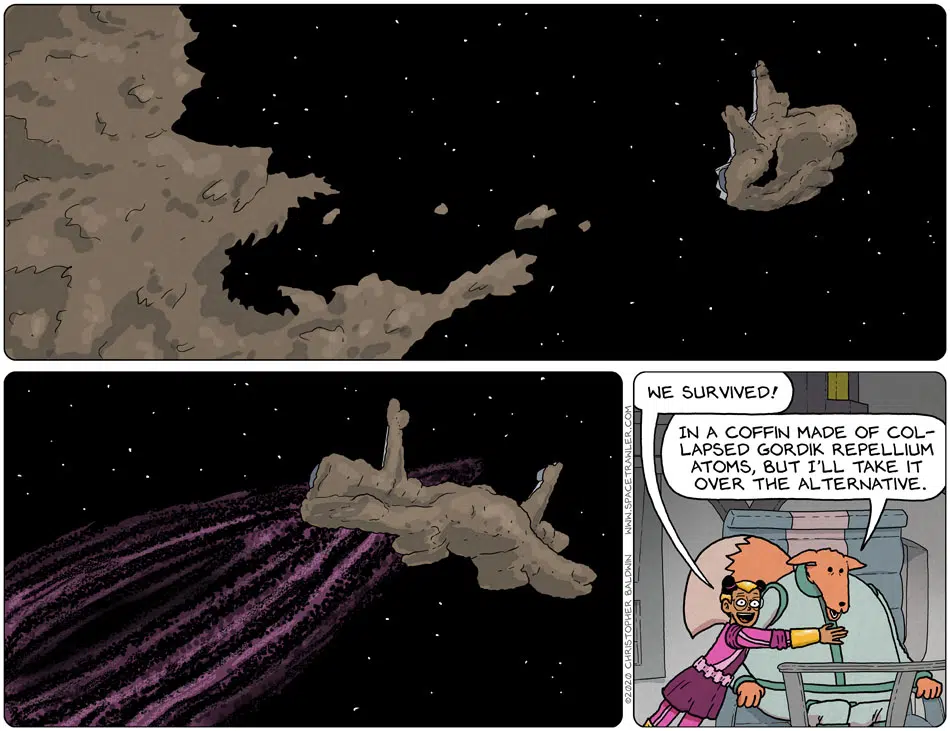 WE SURVIVED!
IN A COFFIN MADE OF COL-
LAPSED GORDIK REPELLIUM
ATOMS, BUT I'LL TAKE IT
OVER THE ALTERNATIVE.
©2020 CHRISTOPHER BALDWIN WWW.SPACETRAWLER.COM